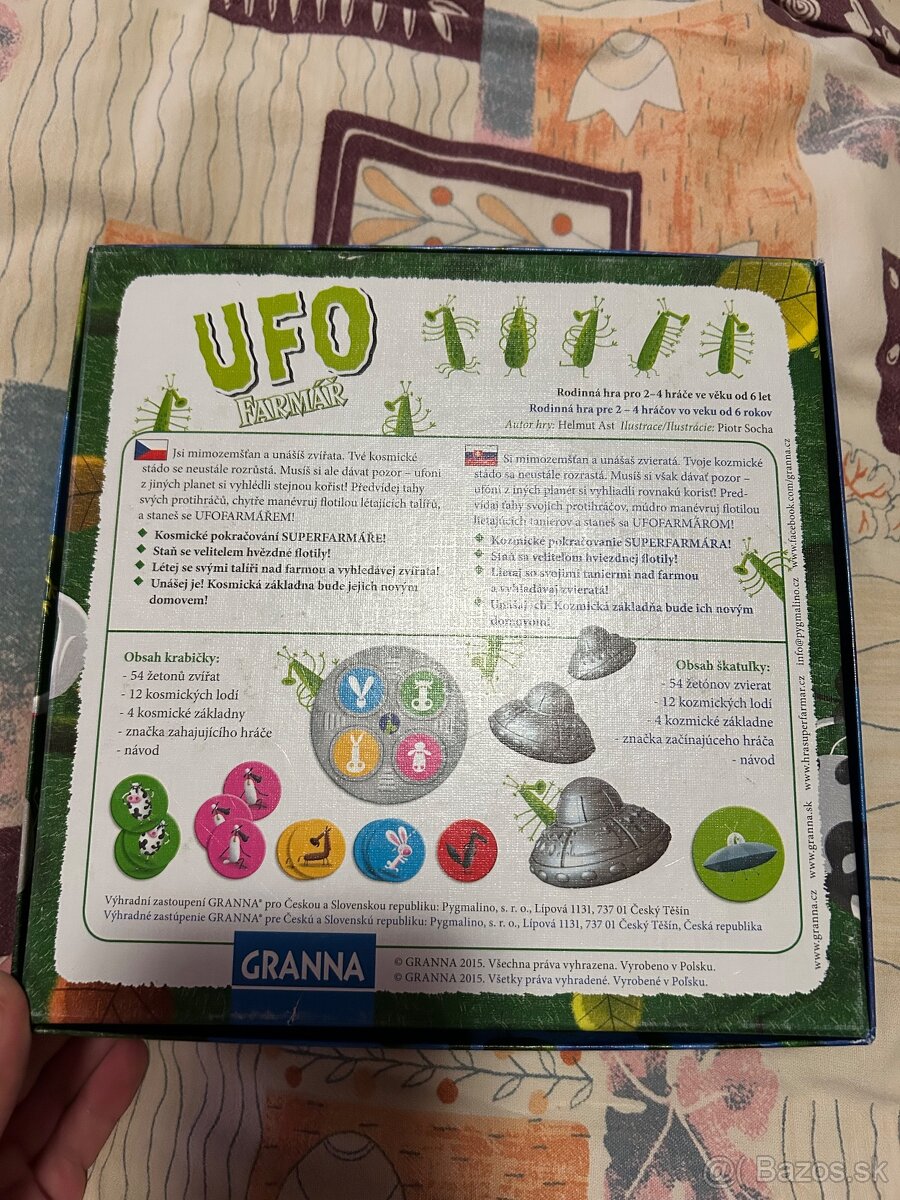 UFO
FARMÁŘ
Rodinná hra pro 2–4 hráče ve věku od 6 let
Rodinná hra pre 2 – 4 hráčov vo veku od 6 rokov
Autor hry: Helmut Ast Ilustrace/Ilustrácie: Piotr Socha
Jsi mimozemšťan a unášíš zvířata. Tvé kosmické
stádo se neustále rozrůstá. Musíš si ale dávat pozor – ufoni
z jiných planet si vyhlédli stejnou kořist! Předvídej tahy
svých protihráčů, chytře manévruj flotilou létajících talířů,
a staneš se UFOFARMÁŘEM!
Kosmické pokračování SUPERFARMÁŘE!
Staň se velitelem hvězdné flotily!
Létej se svými talíři nad farmou a vyhledávej zvířata!
Unášej je! Kosmická základna bude jejich novým
domovem!
Si mimozemšťan a unášaš zvieratá. Tvoje kozmické
stádo sa neustále rozrastá. Musíš si však dávať pozor –
ufóni z iných planét si vyhliadli rovnakú korisť! Pred-
vídaj ťahy svojich protihráčov, múdro manévruj flotilou
lietajúcich tanierov a staneš sa UFOFARMÁROM!
Kozmické pokračovanie SUPERFARMÁRA!
Staň sa veliteľom hviezdnej flotily!
Lietaj so svojimi taniermi nad farmou
a vyhľadávaj zvieratá!
Unášaj ich! Kozmická základňa bude ich novým
domovom!
Obsah krabičky:
- 54 žetonů zvířat
- 12 kosmických lodí
- 4 kosmické základny
- značka zahajujícího hráče
- návod
Obsah škatuľky:
- 54 žetónov zvierat
- 12 kozmických lodí
- 4 kozmické základne
- značka začínajúceho hráča
- návod
Výhradní zastoupení GRANNA® pro Českou a Slovenskou republiku: Pygmalino, s. r. o., Lípová 1131, 737 01 Český Těšín
Výhradné zastúpenie GRANNA® pre Českú a Slovenskú republiku: Pygmalino, s. r. o., Lípová 1131, 737 01 Český Těšín, Česká republika
GRANNA
© GRANNA 2015. Všechna práva vyhrazena. Vyrobeno v Polsku.
© GRANNA 2015. Všetky práva vyhradené. Vyrobené v Poľsku.
www.granna.cz www.granna.sk www.hrasuperfarmar.cz info@pygmalino.cz www.facebook.com/granna.cz
@ Bazos.sk